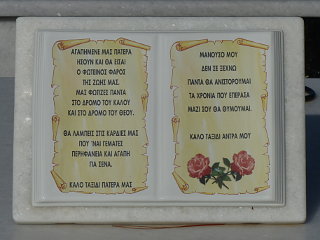 ΑΓΑΠΗΜΕΝΕ ΜΑΣ ΠΑΤΕΡΑ
ΗΣΟΥΝ ΚΑΙ ΘΑ ΕΙΣΑΙ
Ο ΦΩΤΕΙΝΟΣ ΦΑΡΟΣ
ΤΗΣ ΖΩΗΣ ΜΑΣ.
ΜΑΣ ΦΩΤΙΖΕΣ ΠΑΝΤΑ
ΣΤΟ ΔΡΟΜΟ ΤΟΥ ΚΑΛΟΥ
ΚΑΙ ΣΤΟ ΔΡΟΜΟ ΤΟΥ ΘΕΟΥ.
ΘΑ ΛΑΜΠΕΙΣ ΣΤΙΣ ΚΑΡΔΙΕΣ ΜΑΣ
ΠΟΥ 'ΝΑΙ ΓΕΜΑΤΕΣ
ΠΕΡΗΦΑΝΕΙΑ ΚΑΙ ΑΓΑΠΗ
ΓΙΑ ΣΕΝΑ.
ΚΑΛΟ ΤΑΞΙΔΙ ΠΑΤΕΡΑ ΜΑΣ
ΜΑΝΟΥΣΟ ΜΟΥ
ΔΕΝ ΣΕ ΞΕΧΝΩ
ΠΑΝΤΑ ΘΑ ΑΝΙΣΤΟΡΟΥΜΑΙ
ΤΑ ΧΡΟΝΙΑ ΠΟΥ ΕΠΕΡΑΣΑ
ΜΑΖΙ ΣΟΥ ΘΑ ΘΥΜΟΥΜΑΙ.
ΚΑΛΟ ΤΑΞΙΔΙ ΑΝΤΡΑ ΜΟΥ